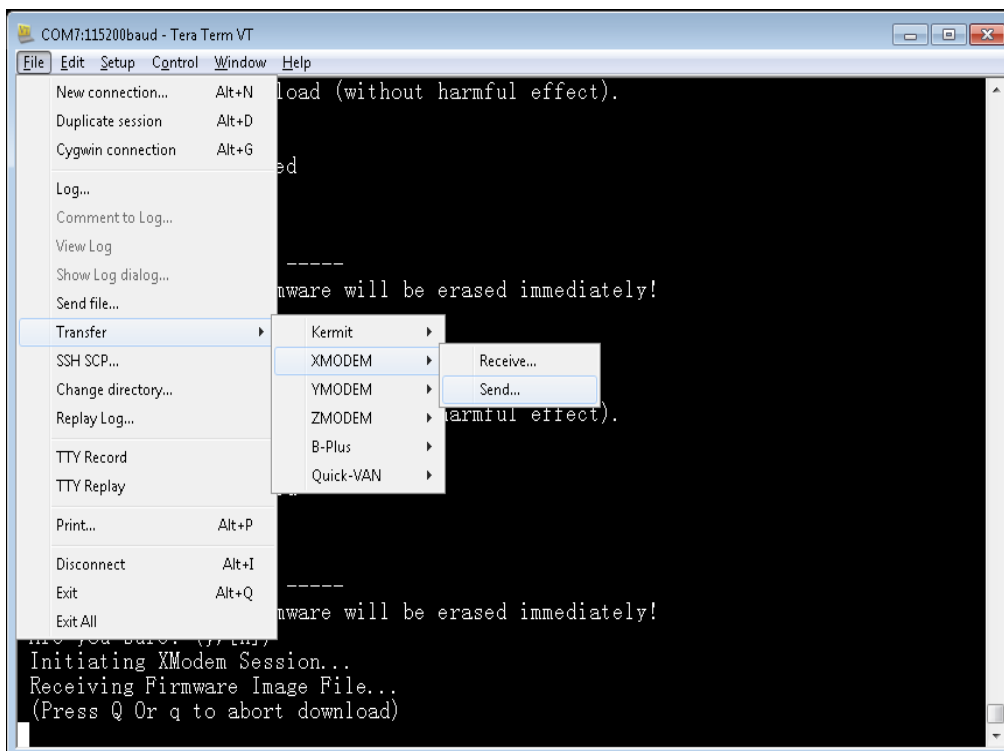 COM7:115200baud - Tera Term VT
File Edit Setup Control Window Help
New connection... Alt+N
Duplicate session Alt+D
Cygwin connection Alt+G
Log...
Comment to Log...
View Log
Show Log dialog...
Send file...
Transfer
SSH SCP...
Change directory...
Replay Log...
TTY Record
TTY Replay
Print... Alt+P
Disconnect Alt+I
Exit Alt+Q
Exit All
Kermit
XMODEM
YMODEM
ZMODEM
B-Plus
Quick-VAN
Receive...
Send...
load (without harmful effect).
ed
-----
will be erased immediately!
harmful effect).
-----
will be erased immediately!
Initiating XModem Session...
Receiving Firmware Image File...
(Press Q Or q to abort download)